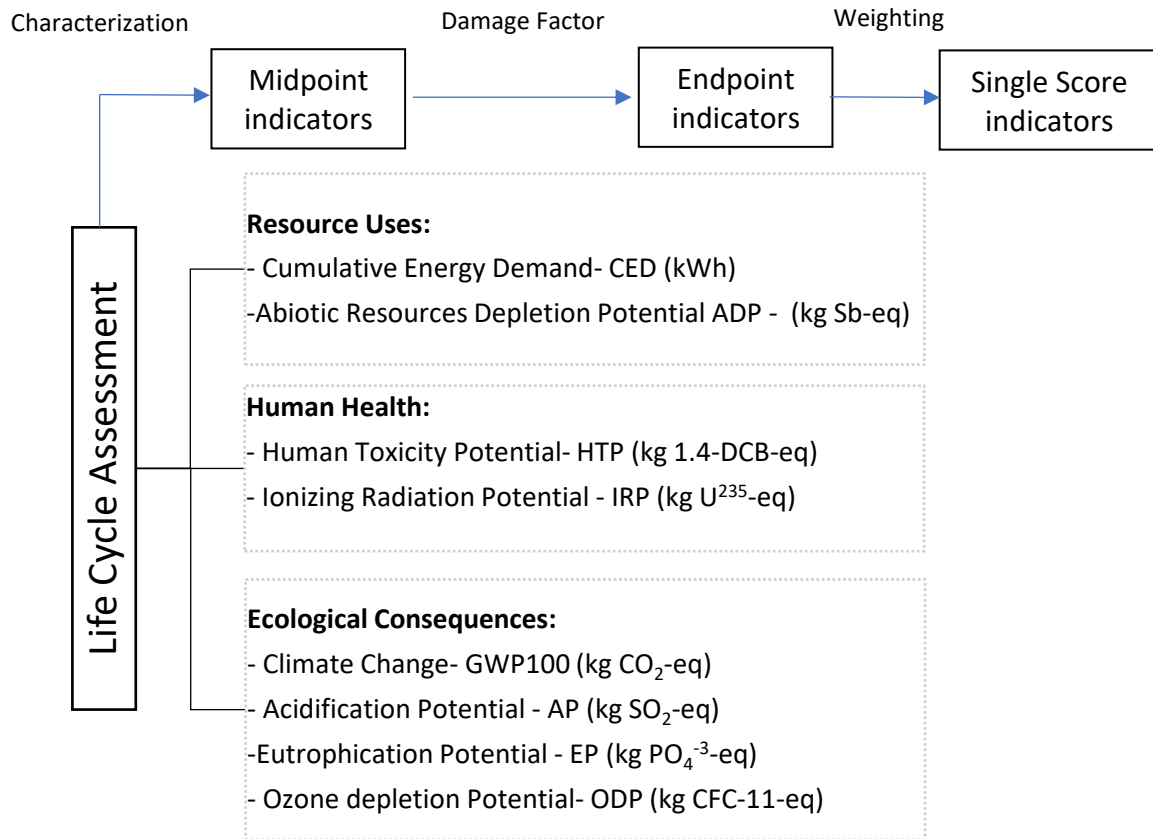 Characterization
Damage Factor
Weighting
Midpoint
indicators
Endpoint
indicators
Single Score
indicators
Life Cycle Assessment
Resource Uses:
- Cumulative Energy Demand- CED (kWh)
-Abiotic Resources Depletion Potential ADP -  (kg Sb-eq)
Human Health:
- Human Toxicity Potential- HTP (kg 1.4-DCB-eq)
- Ionizing Radiation Potential - IRP (kg U²³⁵-eq)
Ecological Consequences:
- Climate Change- GWP100 (kg CO₂-eq)
- Acidification Potential - AP (kg SO₂-eq)
-Eutrophication Potential - EP (kg PO₄⁻³-eq)
- Ozone depletion Potential- ODP (kg CFC-11-eq)